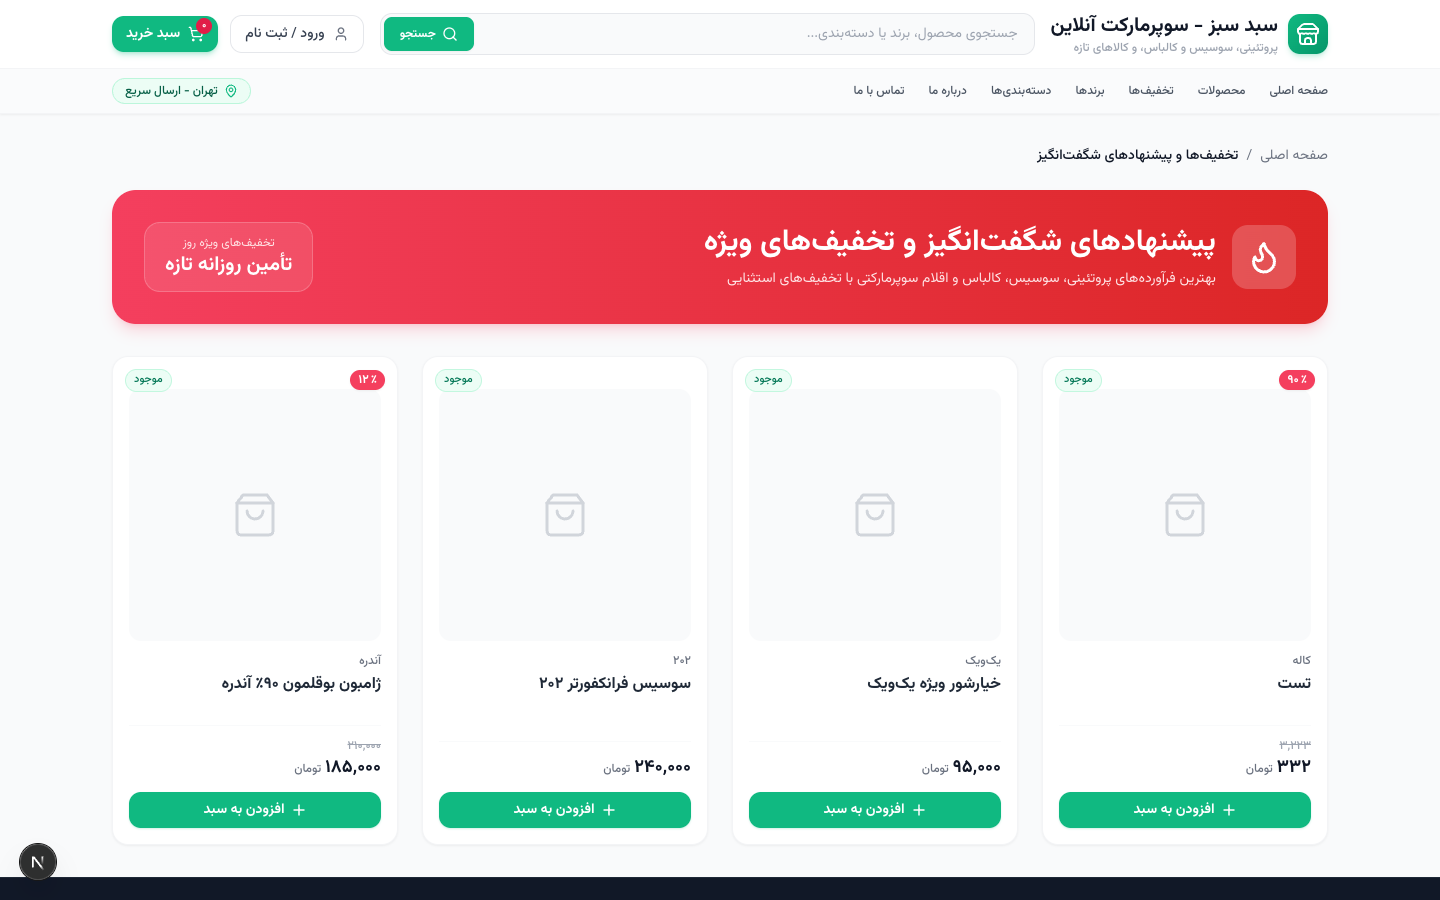 سبد سبز - سوپرمارکت آنلاین
پروتئینی، سوسیس و کالباس، و کالاهای تازه
جستجوی محصول، برند یا دسته‌بندی...
جستجو
ورود / ثبت نام
سبد خرید
۰
صفحه اصلی
محصولات
تخفیف‌ها
برندها
دسته‌بندی‌ها
درباره ما
تماس با ما
تهران - ارسال سریع
صفحه اصلی / تخفیف‌ها و پیشنهادهای شگفت‌انگیز
پیشنهادهای شگفت‌انگیز و تخفیف‌های ویژه
بهترین فرآورده‌های پروتئینی، سوسیس، کالباس و اقلام سوپرمارکتی با تخفیف‌های استثنایی
تخفیف‌های ویژه روز
تأمین روزانه تازه
۹۰٪
موجود
کاله
تست
۳,۲۲۳
۳۳۲ تومان
افزودن به سبد
موجود
یک‌ویک
خیارشور ویژه یک‌ویک
۹۵,۰۰۰ تومان
افزودن به سبد
موجود
۲۰۲
سوسیس فرانکفورتر ۲۰۲
۲۴۰,۰۰۰ تومان
افزودن به سبد
۱۲٪
موجود
آندره
ژامبون بوقلمون ۹۰٪ آندره
۲۱۰,۰۰۰
۱۸۵,۰۰۰ تومان
افزودن به سبد
N